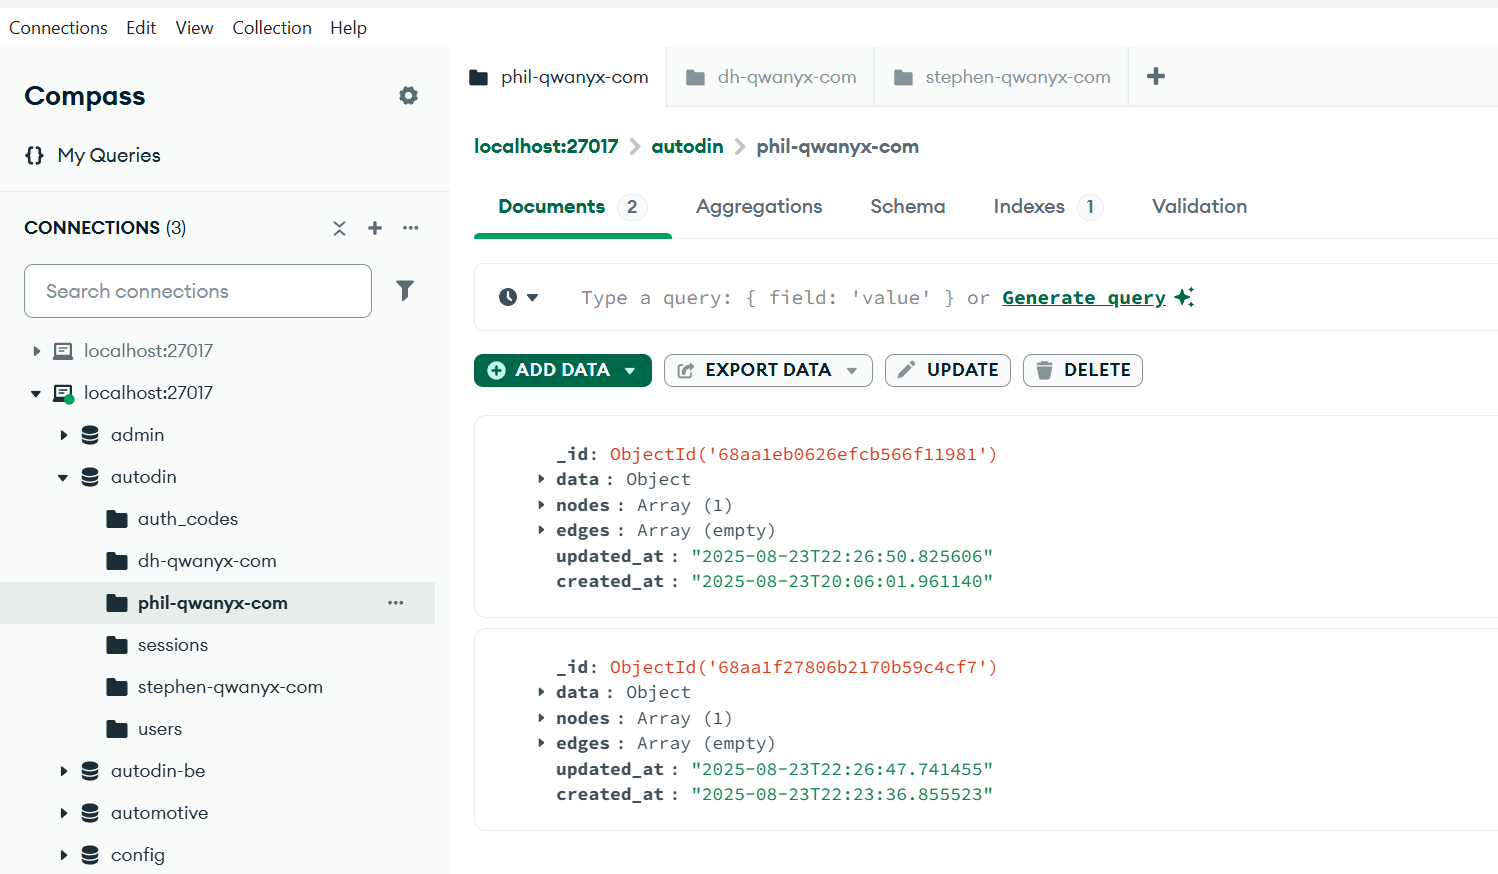 Connections Edit View Collection Help
Compass
{} My Queries
CONNECTIONS (3)
Search connections
localhost:27017
localhost:27017
admin
autodin
auth_codes
dh-qwanyx-com
phil-qwanyx-com
sessions
stephen-qwanyx-com
users
autodin-be
automotive
config
phil-qwanyx-com dh-qwanyx-com stephen-qwanyx-com
localhost:27017 > autodin > phil-qwanyx-com
Documents 2 Aggregations Schema Indexes 1 Validation
Type a query: { field: 'value' } or Generate query
ADD DATA EXPORT DATA UPDATE DELETE
_id: ObjectId('68aa1eb0626efcb566f11981')
data : Object
nodes : Array (1)
edges : Array (empty)
updated_at : "2025-08-23T22:26:50.825606"
created_at : "2025-08-23T20:06:01.961140"
_id: ObjectId('68aa1f27806b2170b59c4cf7')
data : Object
nodes : Array (1)
edges : Array (empty)
updated_at : "2025-08-23T22:26:47.741455"
created_at : "2025-08-23T22:23:36.855523"